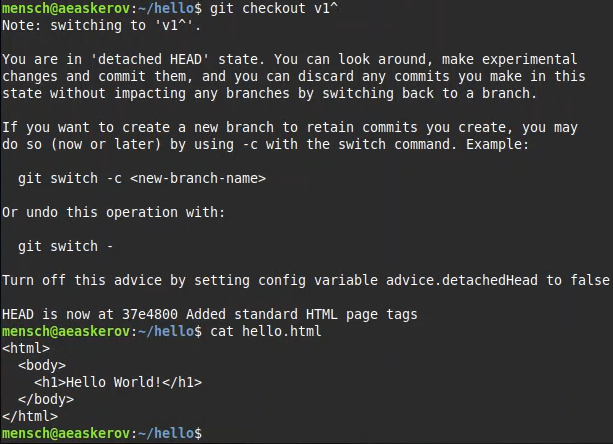 mensch@aeaskerov:~/hello$ git checkout v1^
Note: switching to 'v1^'.
You are in 'detached HEAD' state. You can look around, make experimental
changes and commit them, and you can discard any commits you make in this
state without impacting any branches by switching back to a branch.
If you want to create a new branch to retain commits you create, you may
do so (now or later) by using -c with the switch command. Example:
  git switch -c <new-branch-name>
Or undo this operation with:
  git switch -
Turn off this advice by setting config variable advice.detachedHead to false
HEAD is now at 37e4800 Added standard HTML page tags
mensch@aeaskerov:~/hello$ cat hello.html
<html>
  <body>
    <h1>Hello World!</h1>
  </body>
</html>
mensch@aeaskerov:~/hello$